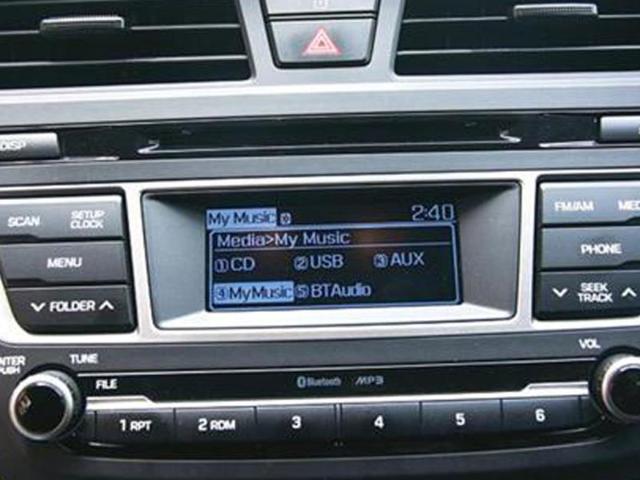 DISP
My Music 2:40
Media>My Music
①CD ②USB ③AUX
④MyMusic ⑤BTAudio
SCAN SETUP CLOCK
MENU
FOLDER
FM/AM
PHONE
SEEK TRACK
PUSH
TUNE
FILE
Bluetooth MP3
VOL
1 RPT 2 RDM 3 4 5 6